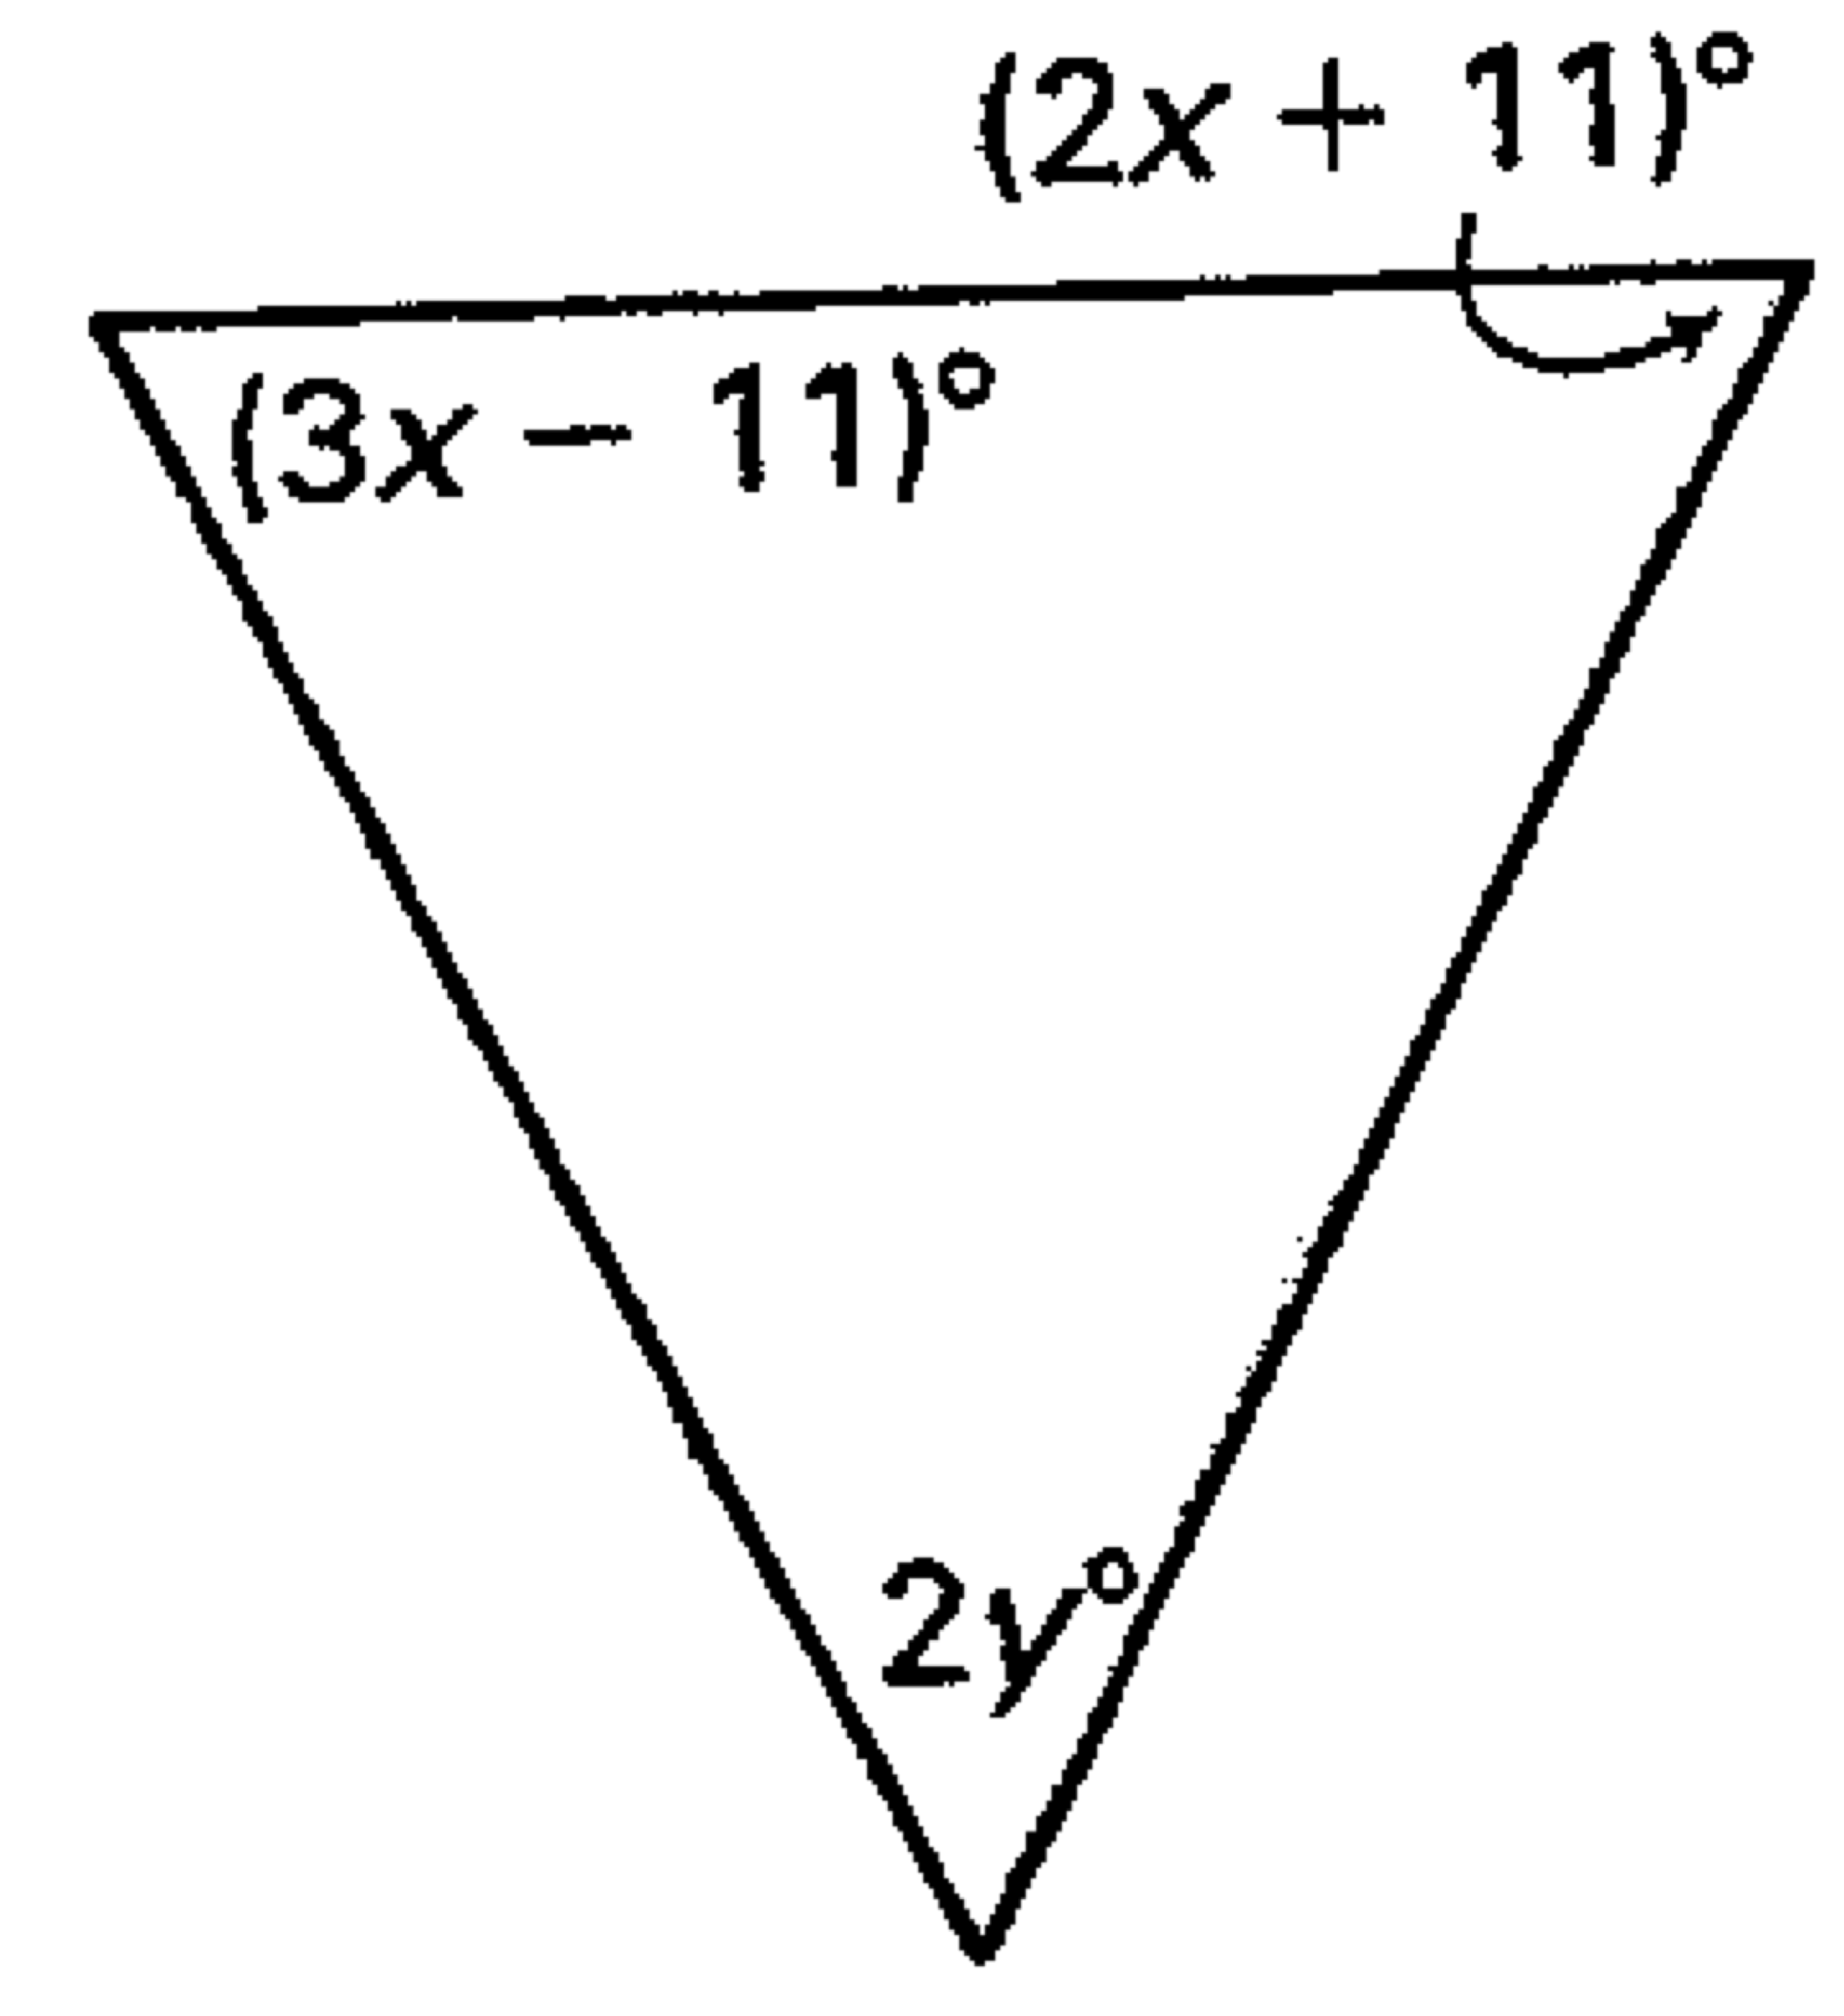 (2x + 11)°
(3x − 11)°
2y°